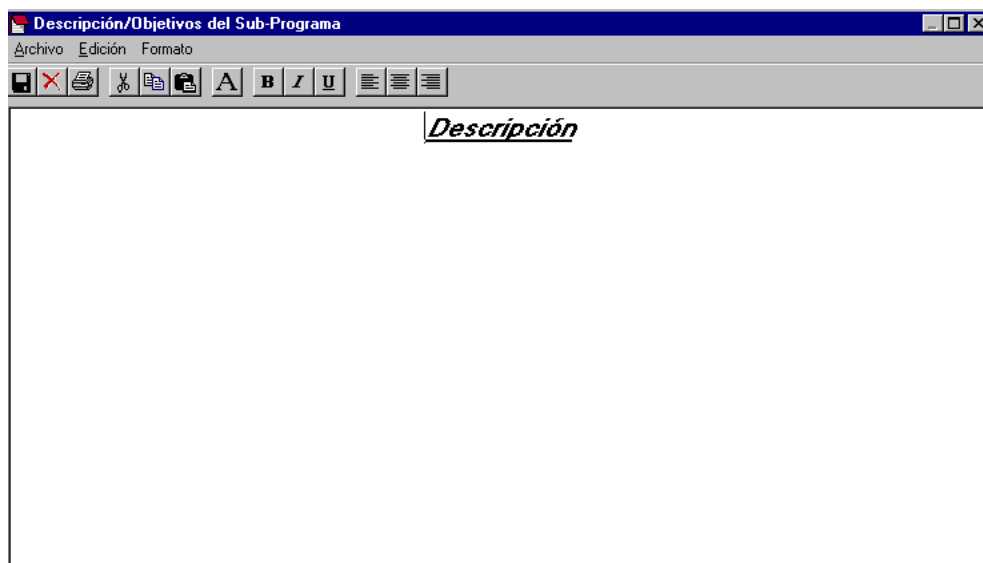 Descripción/Objetivos del Sub-Programa
Archivo Edición Formato
A B I U
Descripción